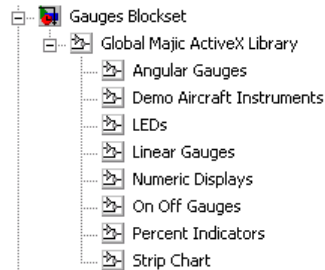 Gauges Blockset
Global Majic ActiveX Library
Angular Gauges
Demo Aircraft Instruments
LEDs
Linear Gauges
Numeric Displays
On Off Gauges
Percent Indicators
Strip Chart